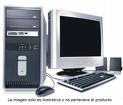 La imagen solo es ilustrativa y no pertenece al producto